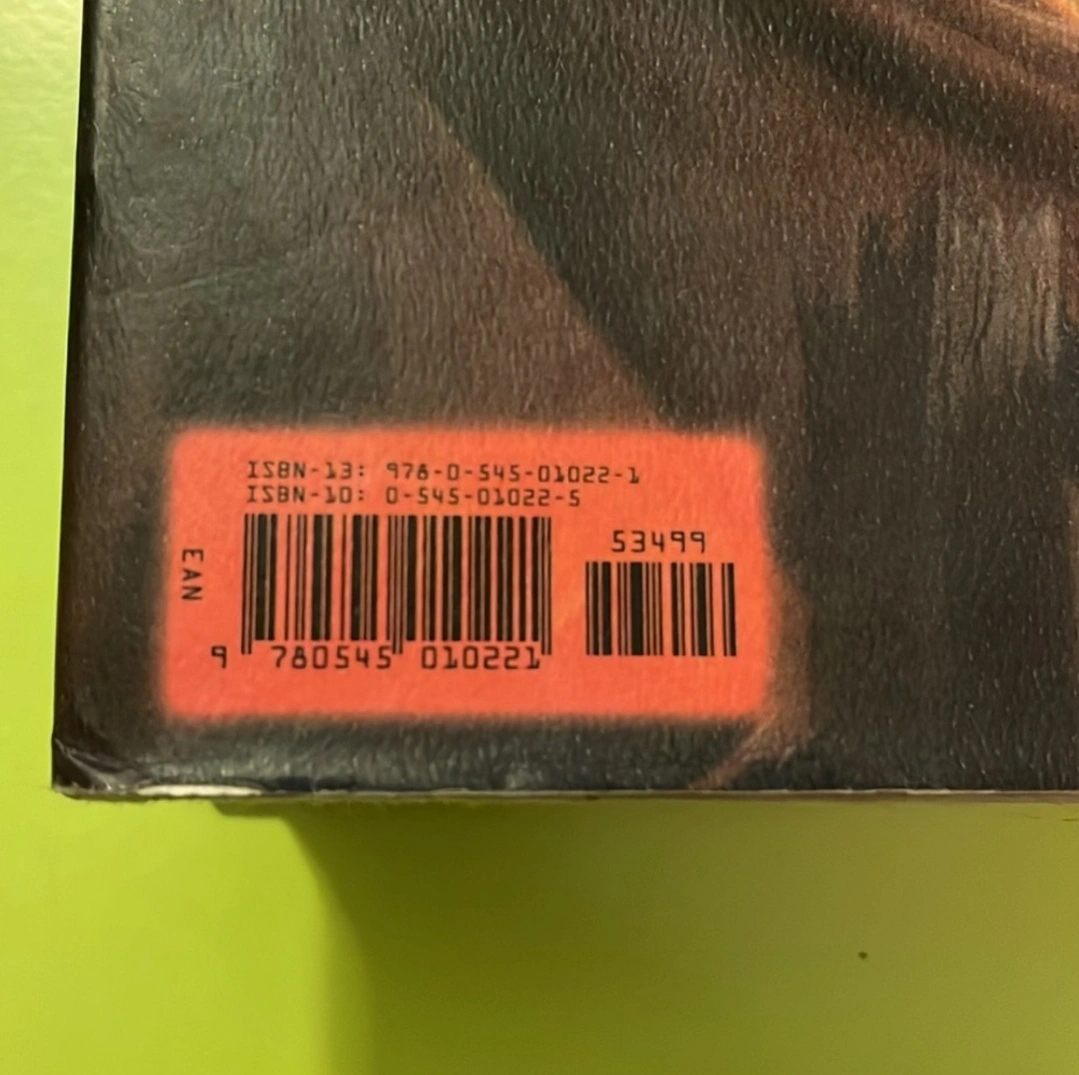 ISBN-13: 978-0-545-01022-1
ISBN-10: 0-545-01022-5
53499
EAN
9 780545 010221